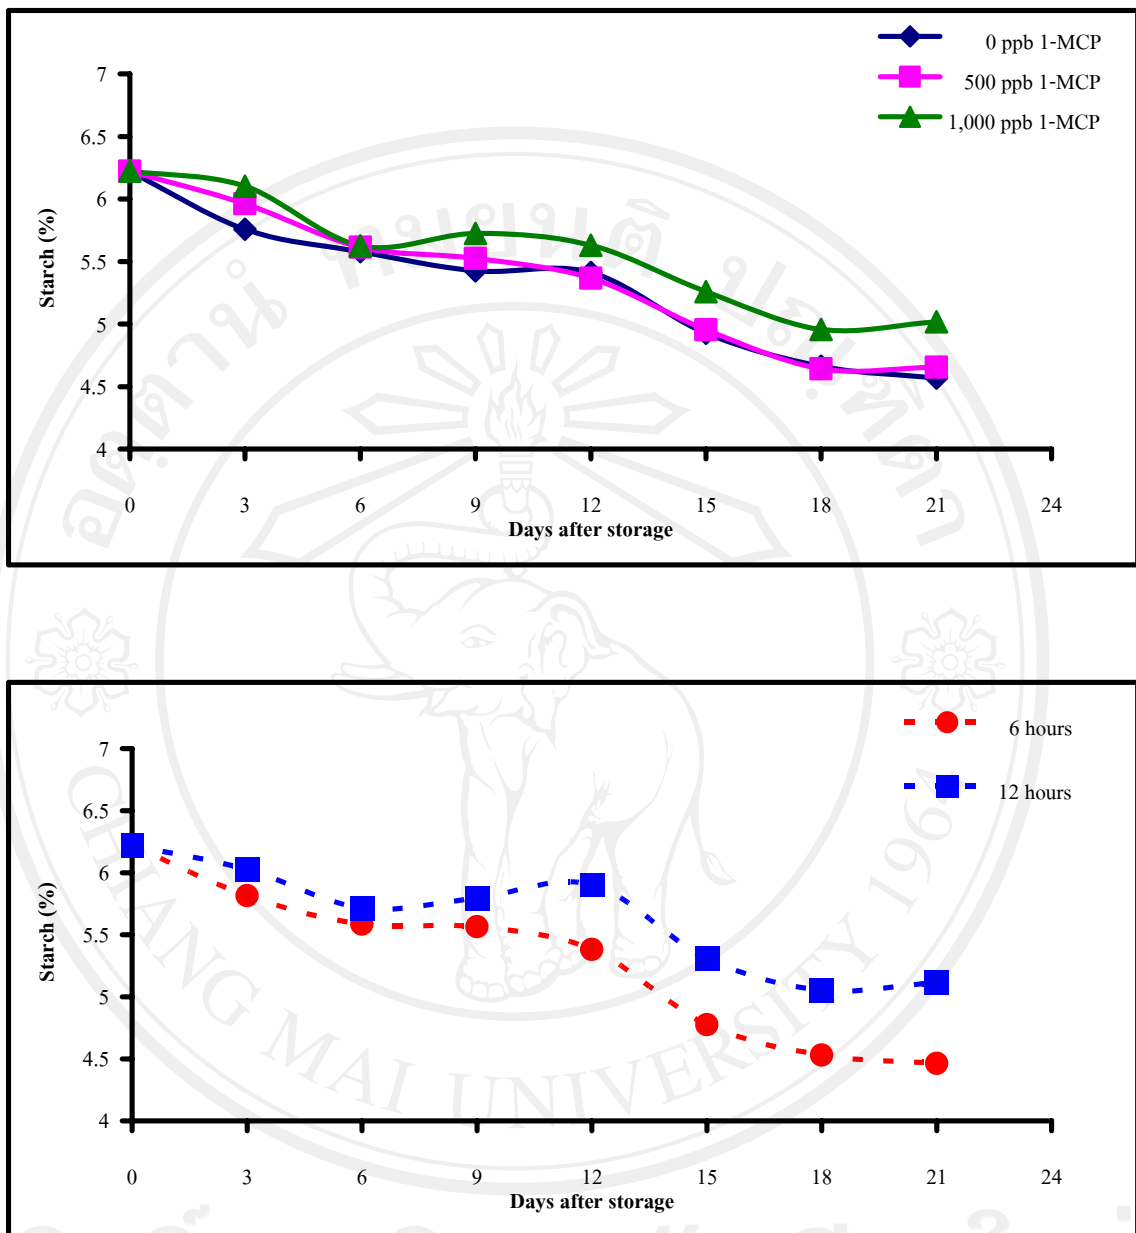 0 ppb 1-MCP
500 ppb 1-MCP
1,000 ppb 1-MCP
7
6.5
6
5.5
5
4.5
4
Starch (%)
0 3 6 9 12 15 18 21 24
Days after storage
6 hours
12 hours
7
6.5
6
5.5
5
4.5
4
Starch (%)
0 3 6 9 12 15 18 21 24
Days after storage
CHIANG MAI UNIVERSITY 1964